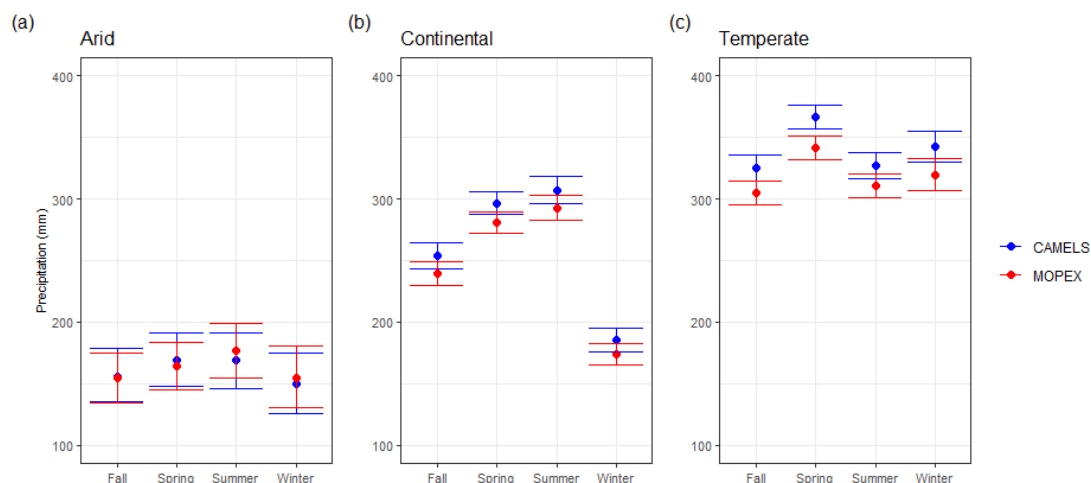 (a)
Arid
(b)
Continental
(c)
Temperate
Precipitation (mm)
400
300
200
100
Fall Spring Summer Winter
400
300
200
100
Fall Spring Summer Winter
400
300
200
100
Fall Spring Summer Winter
CAMELS
MOPEX